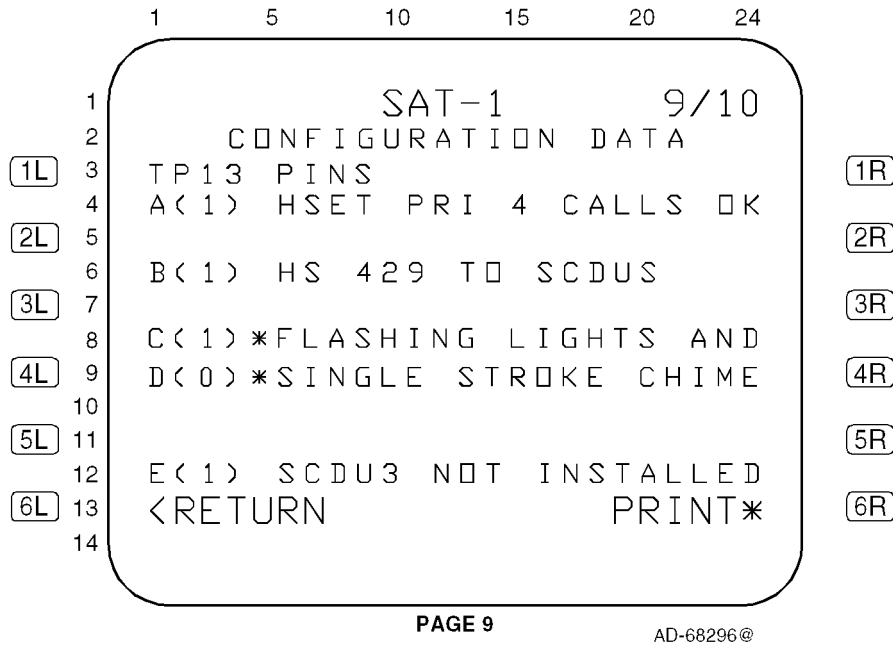 1 5 10 15 20 24
1 SAT-1 9/10
2 CONFIGURATION DATA
1L 3 TP13 PINS 1R
4 A(1) HSET PRI 4 CALLS OK
2L 5 2R
6 B(1) HS 429 TO SCDUS
3L 7 3R
8 C(1)*FLASHING LIGHTS AND
4L 9 D(0)*SINGLE STROKE CHIME 4R
10
5L 11 5R
12 E(1) SCDU3 NOT INSTALLED
6L 13 <RETURN PRINT* 6R
14
PAGE 9
AD-68296@